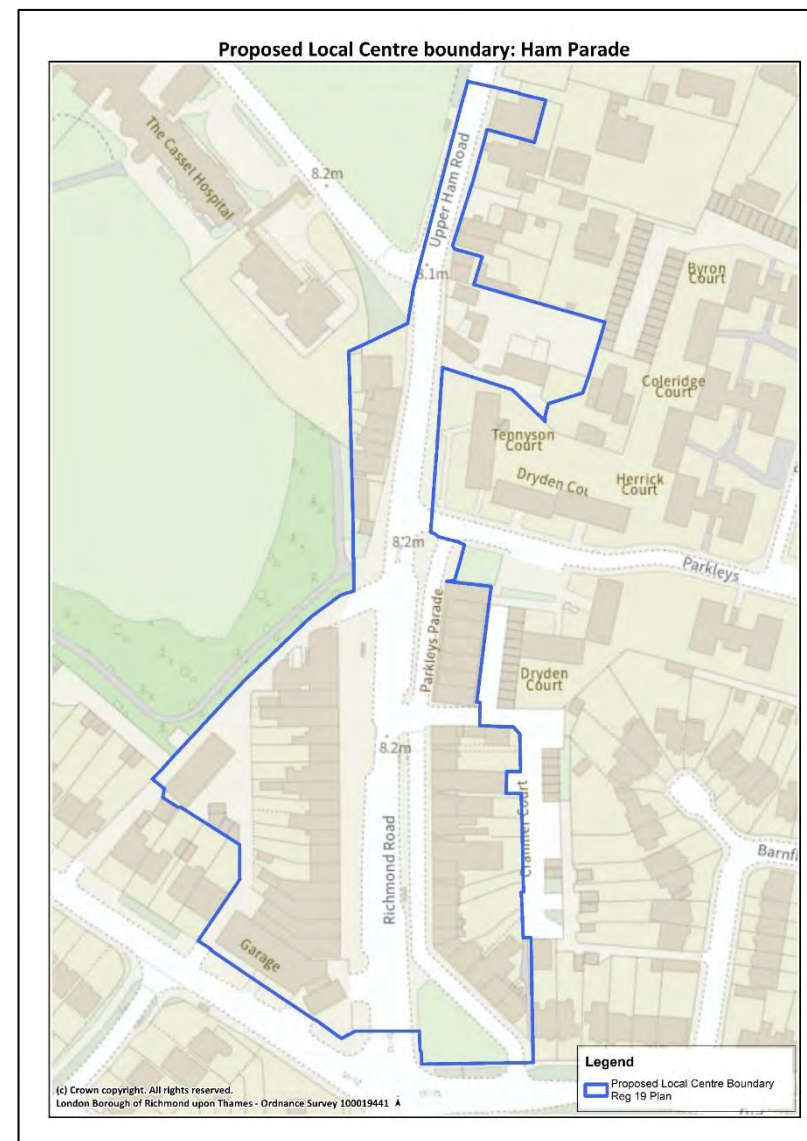 Proposed Local Centre boundary: Ham Parade
The Cassel Hospital
8.2m
Upper Ham Road
8.1m
Byron
Court
Coleridge
Court
Tennyson
Court
Dryden
Herrick
Court
8.2m
Parkleys
Parkleys Parade
Dryden
Court
8.2m
Cranmer Court
Richmond Road
Barnfi
Garage
Legend
Proposed Local Centre Boundary
Reg 19 Plan
(c) Crown copyright. All rights reserved.
London Borough of Richmond upon Thames - Ordnance Survey 100019441